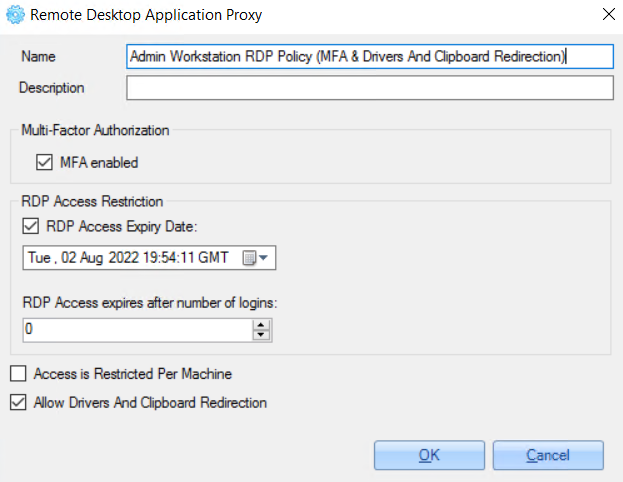 Remote Desktop Application Proxy
Name
Admin Workstation RDP Policy (MFA & Drivers And Clipboard Redirection)
Description
Multi-Factor Authorization
MFA enabled
RDP Access Restriction
RDP Access Expiry Date:
Tue , 02 Aug 2022 19:54:11 GMT
RDP Access expires after number of logins:
0
Access is Restricted Per Machine
Allow Drivers And Clipboard Redirection
OK
Cancel